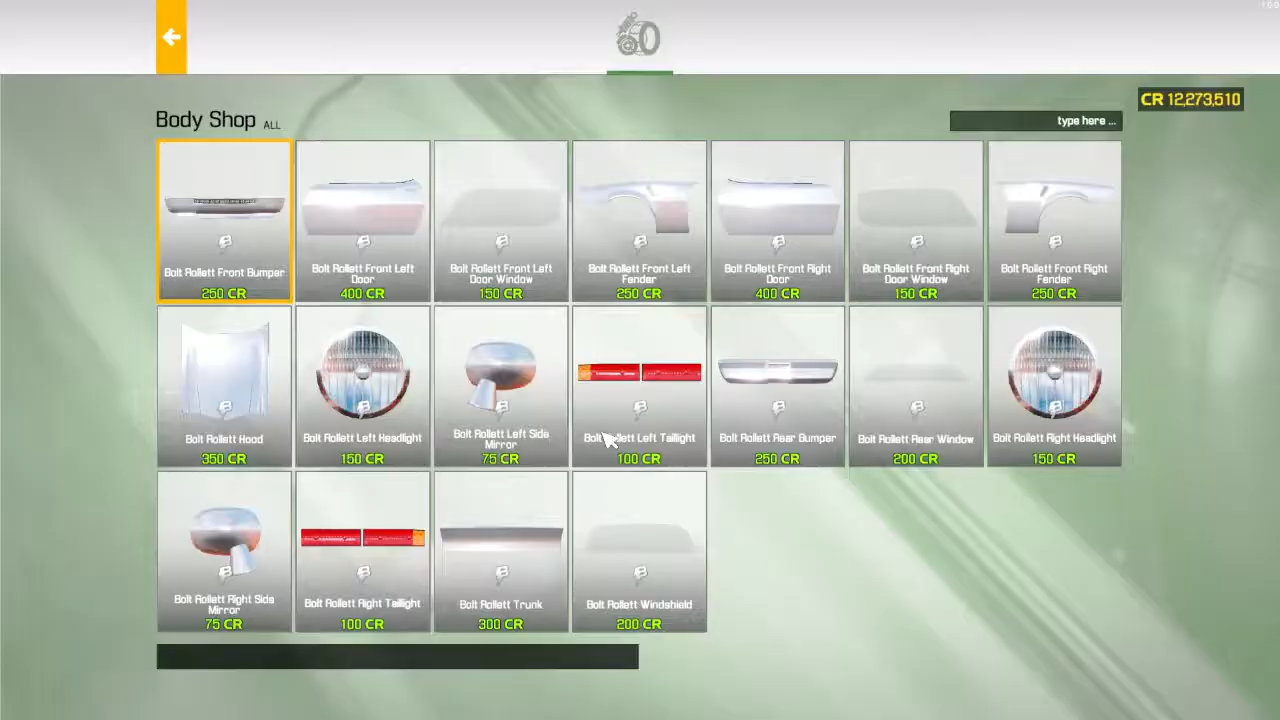 CR 12,273,510
Body Shop ALL
type here ...
Bolt Rollett Front Bumper
250 CR
Bolt Rollett Front Left
Door
400 CR
Bolt Rollett Front Left
Door Window
150 CR
Bolt Rollett Front Left
Fender
250 CR
Bolt Rollett Front Right
Door
400 CR
Bolt Rollett Front Right
Door Window
150 CR
Bolt Rollett Front Right
Fender
250 CR
Bolt Rollett Hood
350 CR
Bolt Rollett Left Headlight
150 CR
Bolt Rollett Left Side
Mirror
75 CR
Bolt Rollett Left Taillight
100 CR
Bolt Rollett Rear Bumper
250 CR
Bolt Rollett Rear Window
200 CR
Bolt Rollett Right Headlight
150 CR
Bolt Rollett Right Side
Mirror
75 CR
Bolt Rollett Right Taillight
100 CR
Bolt Rollett Trunk
300 CR
Bolt Rollett Windshield
200 CR